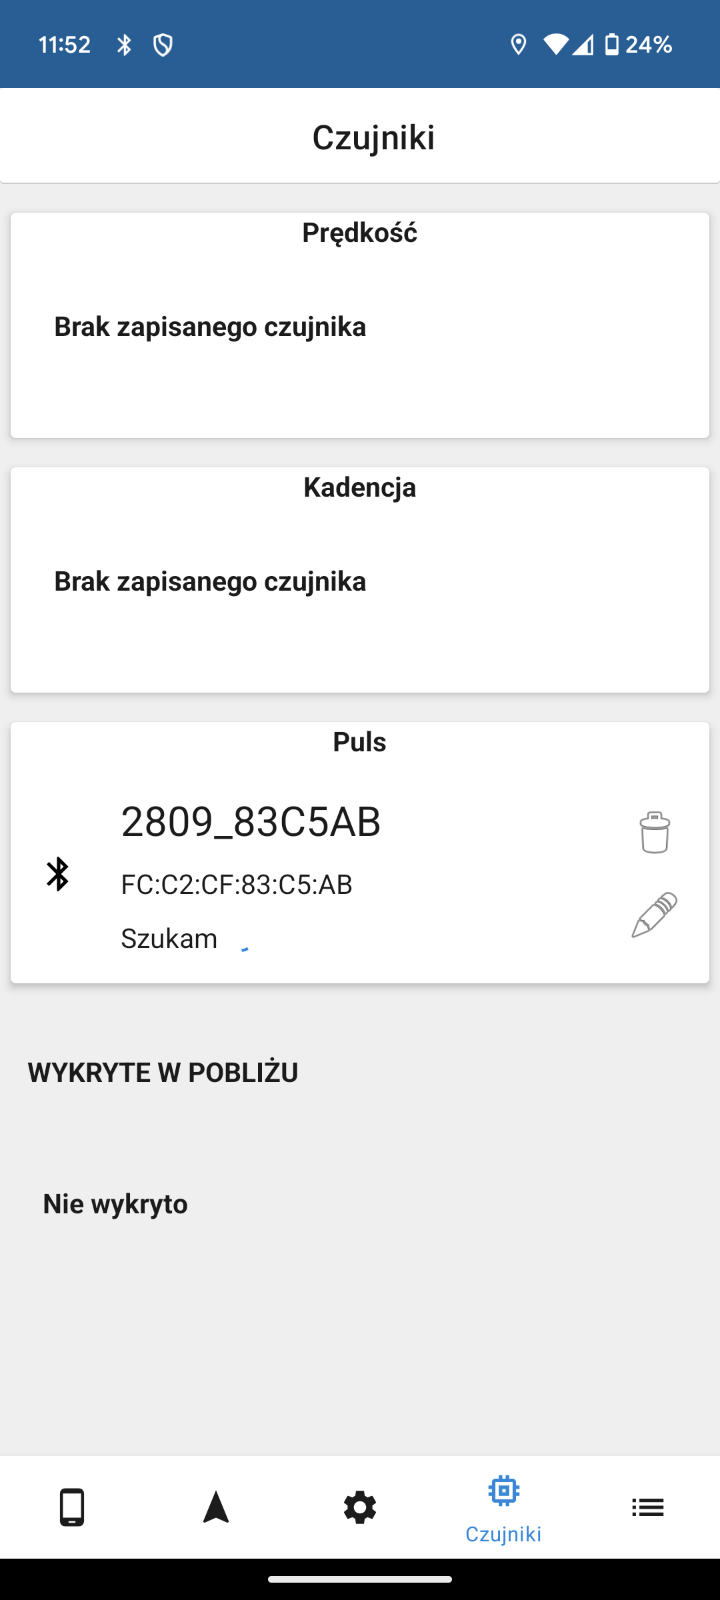 11:52
24%
Czujniki
Prędkość
Brak zapisanego czujnika
Kadencja
Brak zapisanego czujnika
Puls
2809_83C5AB
FC:C2:CF:83:C5:AB
Szukam
WYKRYTE W POBLIŻU
Nie wykryto
Czujniki